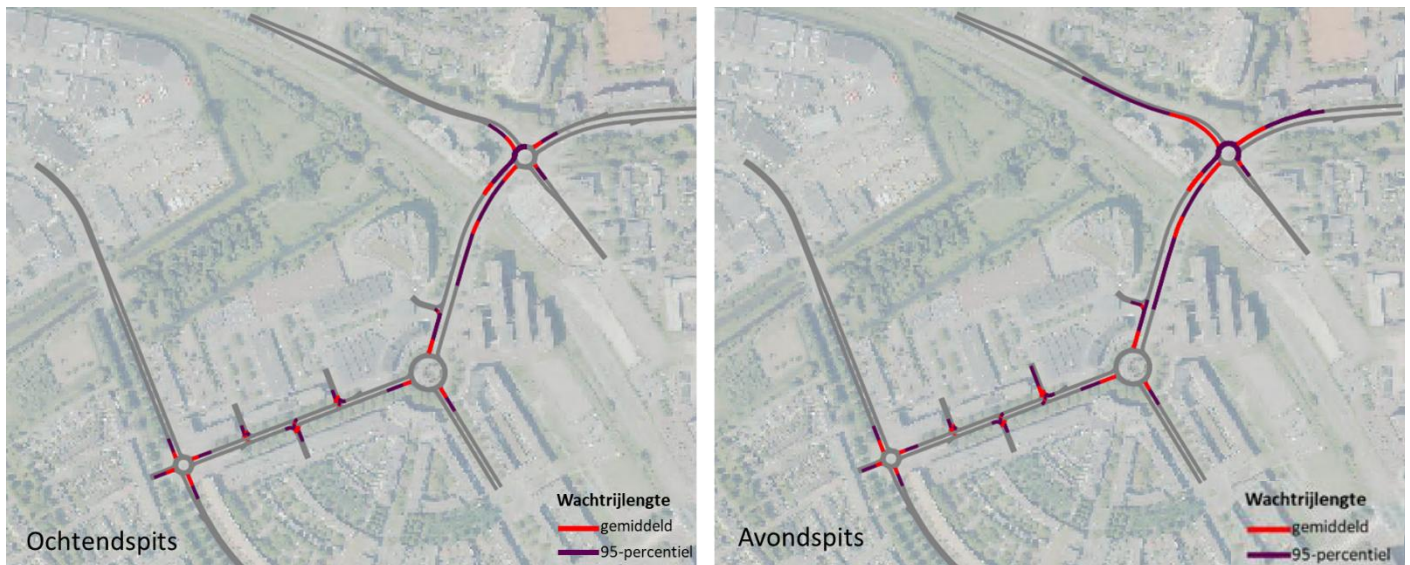 Wachtrijlengte
gemiddeld
95-percentiel
Ochtendspits
Wachtrijlengte
gemiddeld
95-percentiel
Avondspits